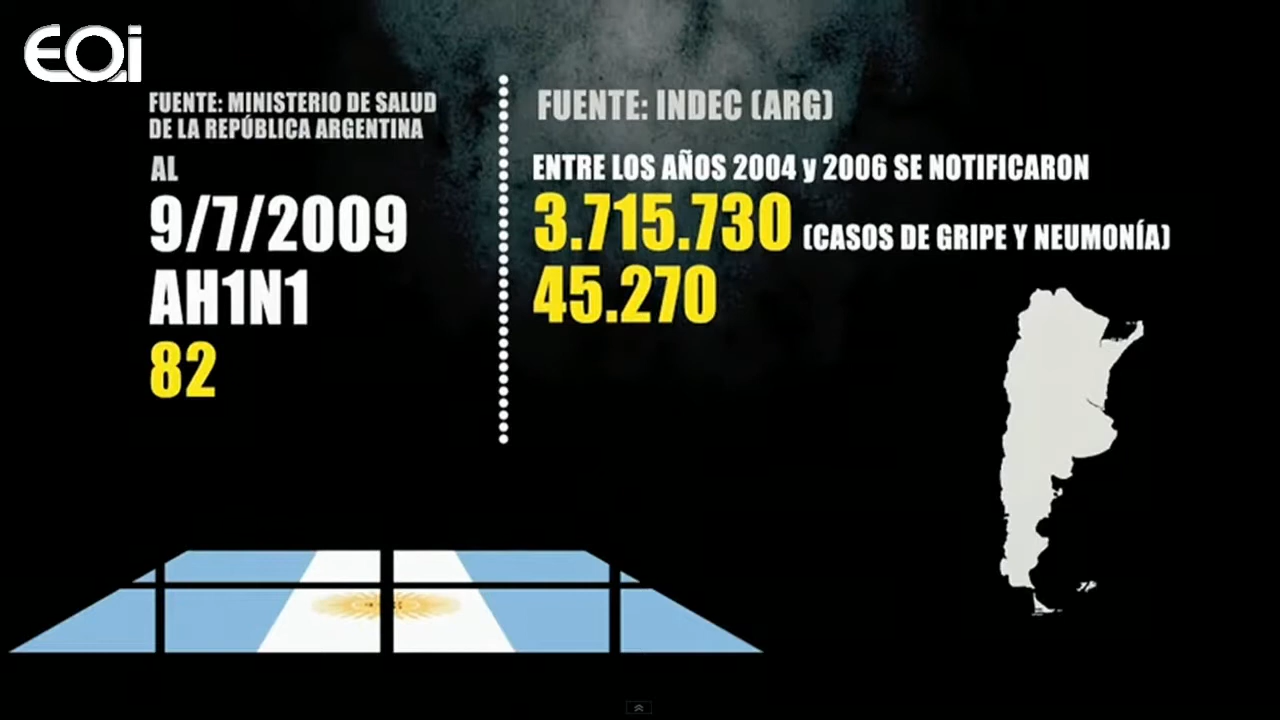 EOi
FUENTE: MINISTERIO DE SALUD
DE LA REPÚBLICA ARGENTINA
AL
9/7/2009
AH1N1
82
FUENTE: INDEC (ARG)
ENTRE LOS AÑOS 2004 y 2006 SE NOTIFICARON
3.715.730 (CASOS DE GRIPE Y NEUMONÍA)
45.270